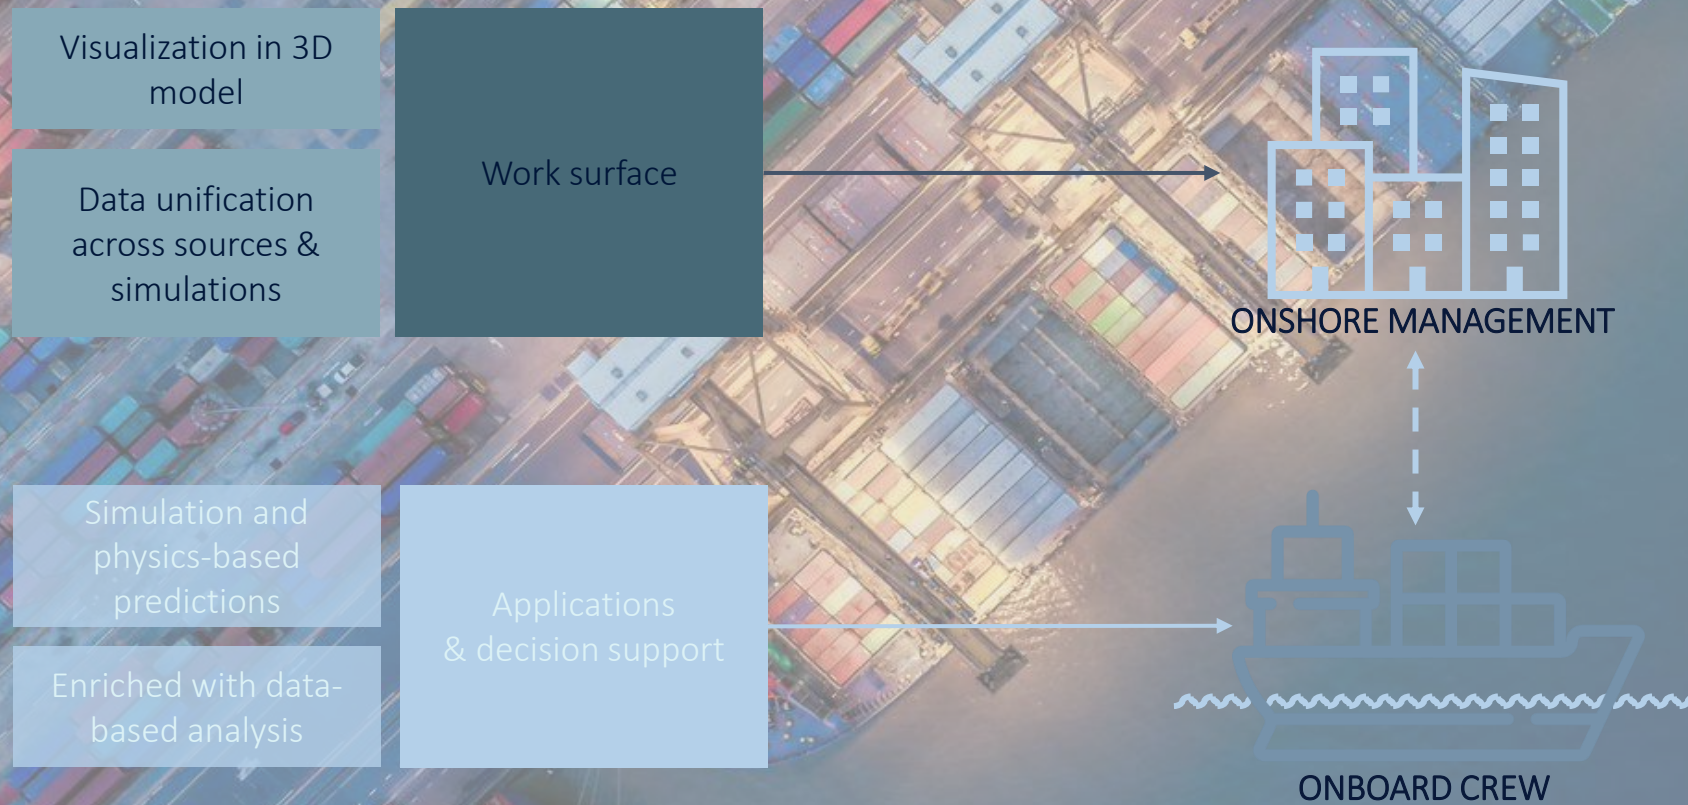 Visualization in 3D
model
Data unification
across sources &
simulations
Work surface
ONSHORE MANAGEMENT
Simulation and
physics-based
predictions
Enriched with data-
based analysis
Applications
& decision support
ONBOARD CREW